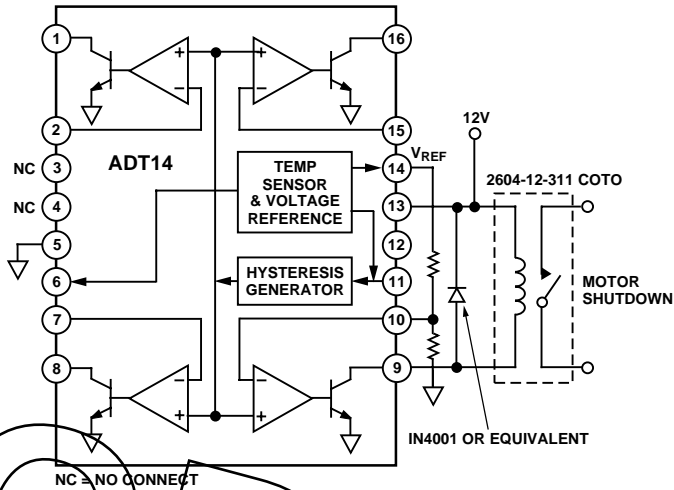 1
16
+
−
+
−
2
15
12V
NC 3
ADT14
TEMP
SENSOR
& VOLTAGE
REFERENCE
14
VREF
2604-12-311 COTO
NC 4
13
5
12
6
HYSTERESIS
GENERATOR
11
MOTOR
SHUTDOWN
7
10
−
+
−
+
8
9
IN4001 OR EQUIVALENT
NC = NO CONNECT